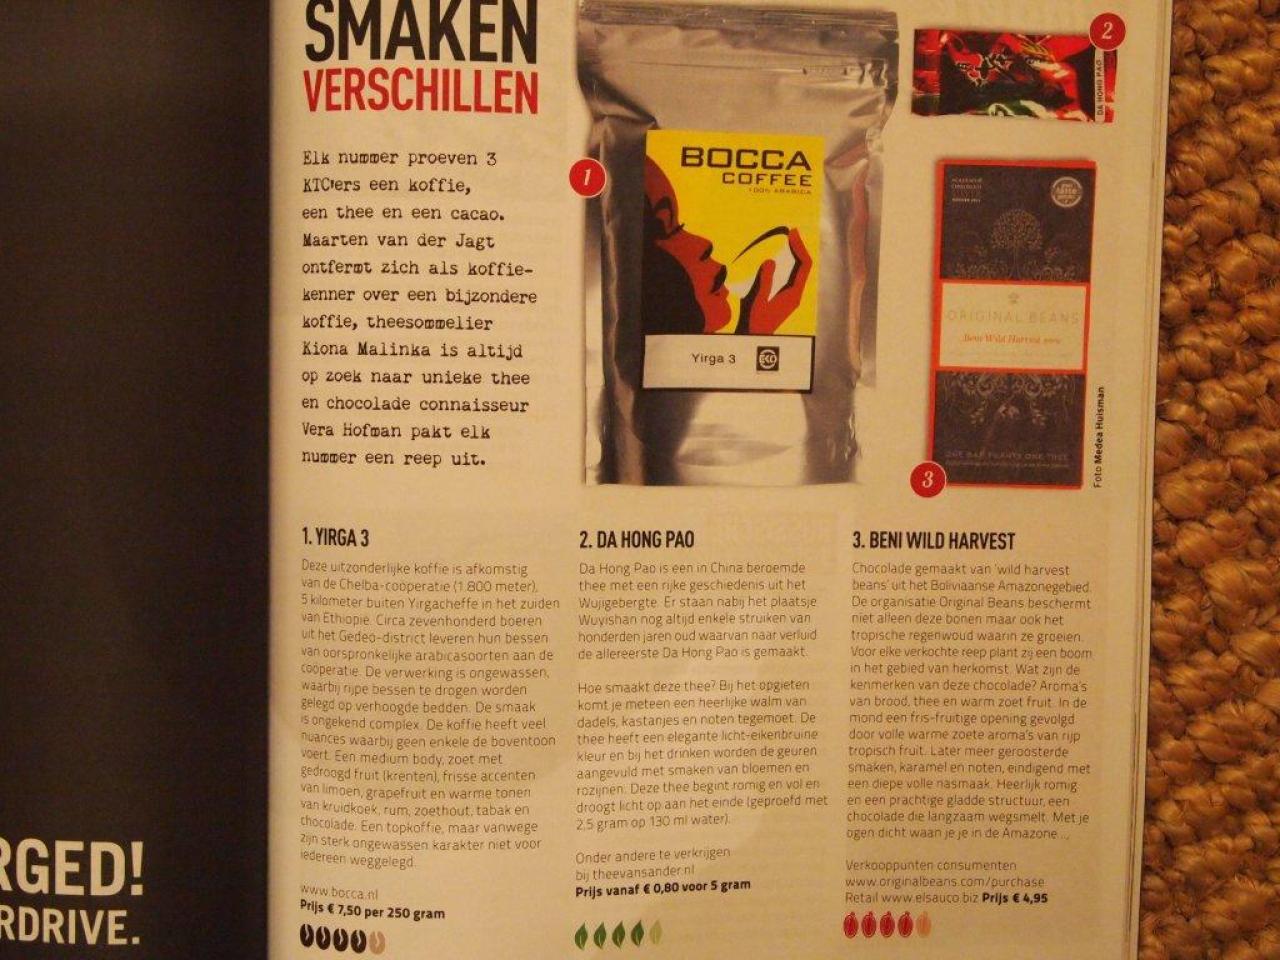 SMAKEN
VERSCHILLEN
Elk nummer proeven 3
KTC'ers een koffie,
een thee en een cacao.
Maarten van der Jagt
ontfermt zich als koffie-
kenner over een bijzondere
koffie, theesommelier
Kiona Malinka is altijd
op zoek naar unieke thee
en chocolade connaisseur
Vera Hofman pakt elk
nummer een reep uit.
1
BOCCA
COFFEE
100% ARABICA
Yirga 3
EKO
2
DA HONG PAO
ORIGINAL BEANS
Beni Wild Harvest
ONE BAR PLANTS ONE TREE
3
Foto Medea Huisman
1. YIRGA 3
Deze uitzonderlijke koffie is afkomstig
van de Chelba-coöperatie (1.800 meter),
5 kilometer buiten Yirgacheffe in het zuiden
van Ethiopië. Circa zevenhonderd boeren
uit het Gedeo-district leveren hun bessen
van oorspronkelijke arabicasoorten aan de
coöperatie. De verwerking is ongewassen,
waarbij rijpe bessen te drogen worden
gelegd op verhoogde bedden. De smaak
is ongekend complex. De koffie heeft veel
nuances waarbij geen enkele de boventoon
voert. Een medium body, zoet met
gedroogd fruit (krenten), frisse accenten
van limoen, grapefruit en warme tonen
van kruidkoek, rum, zoethout, tabak en
chocolade. Een topkoffie, maar vanwege
zijn sterk ongewassen karakter niet voor
iedereen weggelegd.
www.bocca.nl
Prijs € 7,50 per 250 gram
2. DA HONG PAO
Da Hong Pao is een in China beroemde
thee met een rijke geschiedenis uit het
Wujigebergte. Er staan nabij het plaatsje
Wuyishan nog altijd enkele struiken van
honderden jaren oud waarvan naar verluid
de allereerste Da Hong Pao is gemaakt.
Hoe smaakt deze thee? Bij het opgieten
komt je meteen een heerlijke walm van
dadels, kastanjes en noten tegemoet. De
thee heeft een elegante licht-eikenbruine
kleur en bij het drinken worden de geuren
aangevuld met smaken van bloemen en
rozijnen. Deze thee begint romig en vol en
droogt licht op aan het einde (geproefd met
2,5 gram op 130 ml water).
Onder andere te verkrijgen
bij theevansander.nl
Prijs vanaf € 0,80 voor 5 gram
3. BENI WILD HARVEST
Chocolade gemaakt van 'wild harvest
beans' uit het Boliviaanse Amazonegebied.
De organisatie Original Beans beschermt
niet alleen deze bonen maar ook het
tropische regenwoud waarin ze groeien.
Voor elke verkochte reep plant zij een boom
in het gebied van herkomst. Wat zijn de
kenmerken van deze chocolade? Aroma's
van brood, thee en warm zoet fruit. In de
mond een fris-fruitige opening gevolgd
door volle warme zoete aroma's van rijp
tropisch fruit. Later meer geroosterde
smaken, karamel en noten, eindigend met
een diepe volle nasmaak. Heerlijk romig
en een prachtige gladde structuur, een
chocolade die langzaam wegsmelt. Met je
ogen dicht waan je je in de Amazone...
Verkooppunten consumenten
www.originalbeans.com/purchase
Retail www.elsauco.biz Prijs € 4,95
RGED!
RDRIVE.